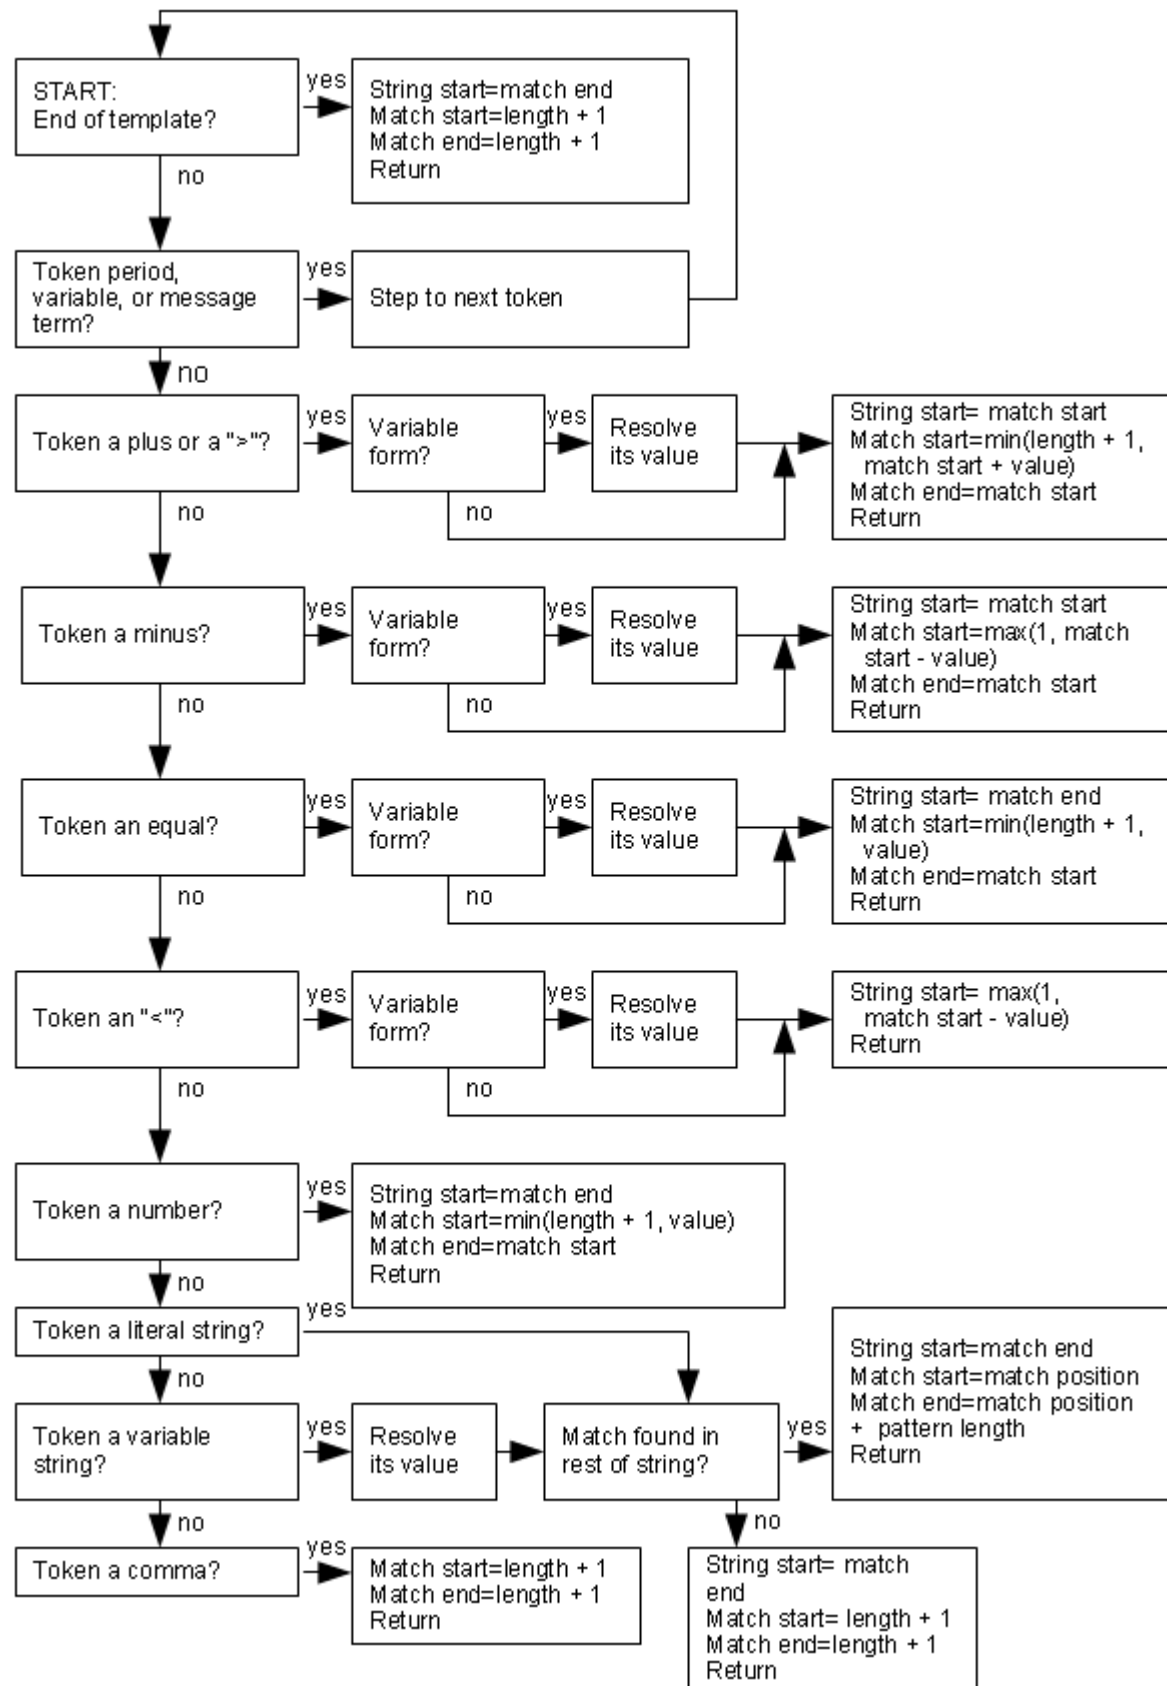 START:
End of template?
yes
String start=match end
Match start=length + 1
Match end=length + 1
Return
no
Token period,
variable, or message
term?
yes
Step to next token
no
Token a plus or a ">"?
yes
Variable
form?
yes
Resolve
its value
String start= match start
Match start=min(length + 1,
match start + value)
Match end=match start
Return
no
no
Token a minus?
yes
Variable
form?
yes
Resolve
its value
String start= match start
Match start=max(1, match
start - value)
Match end=match start
Return
no
no
Token an equal?
yes
Variable
form?
yes
Resolve
its value
String start= match end
Match start=min(length + 1,
value)
Match end=match start
Return
no
no
Token an "<"?
yes
Variable
form?
yes
Resolve
its value
String start= max(1,
match start - value)
Return
no
no
Token a number?
yes
String start=match end
Match start=min(length + 1, value)
Match end=match start
Return
no
Token a literal string?
yes
no
Token a variable
string?
yes
Resolve
its value
Match found in
rest of string?
yes
String start=match end
Match start=match position
Match end=match position
+ pattern length
Return
no
no
Token a comma?
yes
Match start=length + 1
Match end=length + 1
Return
String start= match
end
Match start= length + 1
Match end=length + 1
Return